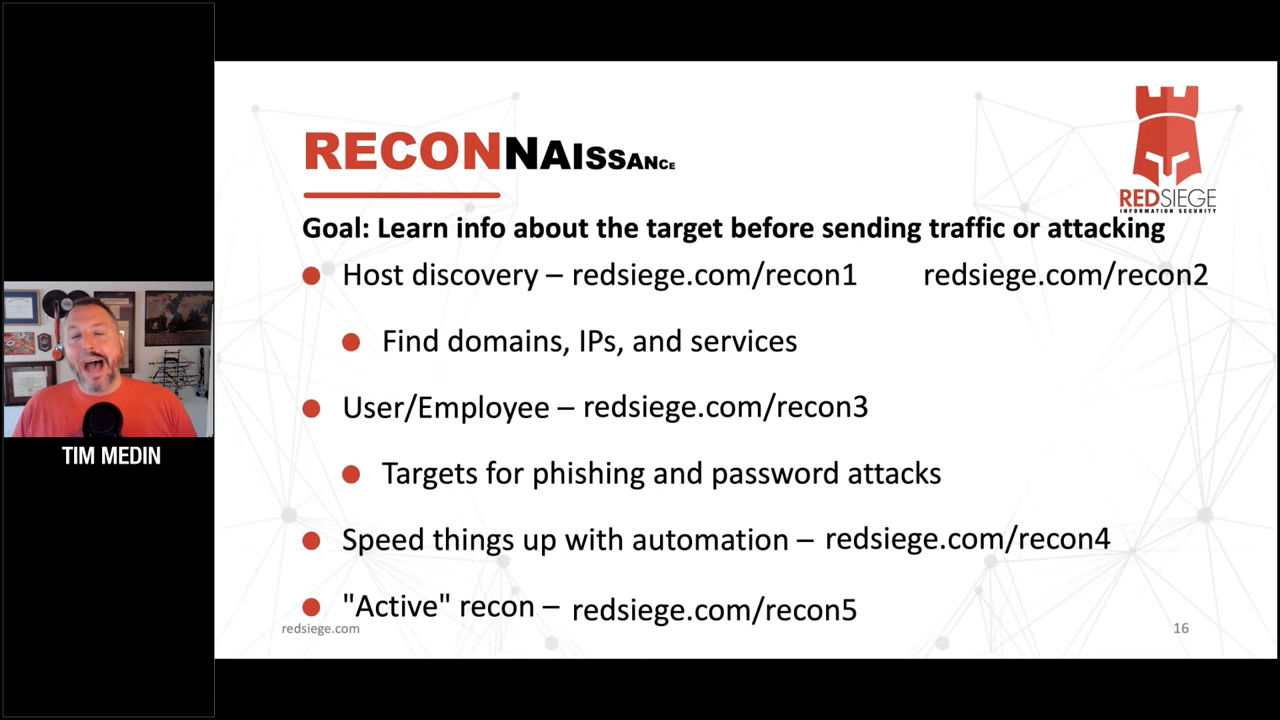 RECONNAISSANCE
REDSIEGE
INFORMATION SECURITY
Goal: Learn info about the target before sending traffic or attacking
Host discovery – redsiege.com/recon1 redsiege.com/recon2
Find domains, IPs, and services
User/Employee – redsiege.com/recon3
Targets for phishing and password attacks
TIM MEDIN
Speed things up with automation – redsiege.com/recon4
"Active" recon – redsiege.com/recon5
redsiege.com
16